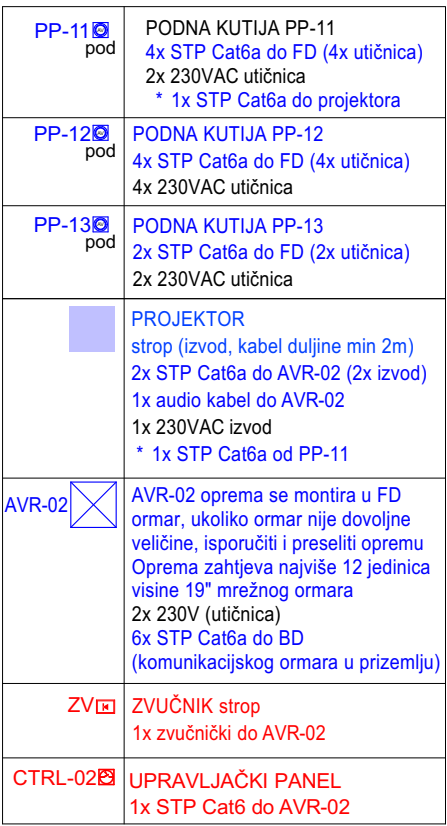 PP-11 PODNA KUTIJA PP-11
pod 4x STP Cat6a do FD (4x utičnica)
2x 230VAC utičnica
* 1x STP Cat6a do projektora
PP-12 PODNA KUTIJA PP-12
pod 4x STP Cat6a do FD (4x utičnica)
4x 230VAC utičnica
PP-13 PODNA KUTIJA PP-13
pod 2x STP Cat6a do FD (2x utičnica)
2x 230VAC utičnica
PROJEKTOR
strop (izvod, kabel duljine min 2m)
2x STP Cat6a do AVR-02 (2x izvod)
1x audio kabel do AVR-02
1x 230VAC izvod
* 1x STP Cat6a od PP-11
AVR-02 AVR-02 oprema se montira u FD
ormar, ukoliko ormar nije dovoljne
veličine, isporučiti i preseliti opremu
Oprema zahtjeva najviše 12 jedinica
visine 19" mrežnog ormara
2x 230V (utičnica)
6x STP Cat6a do BD
(komunikacijskog ormara u prizemlju)
ZV ZVUČNIK strop
1x zvučnički do AVR-02
CTRL-02 UPRAVLJAČKI PANEL
1x STP Cat6 do AVR-02